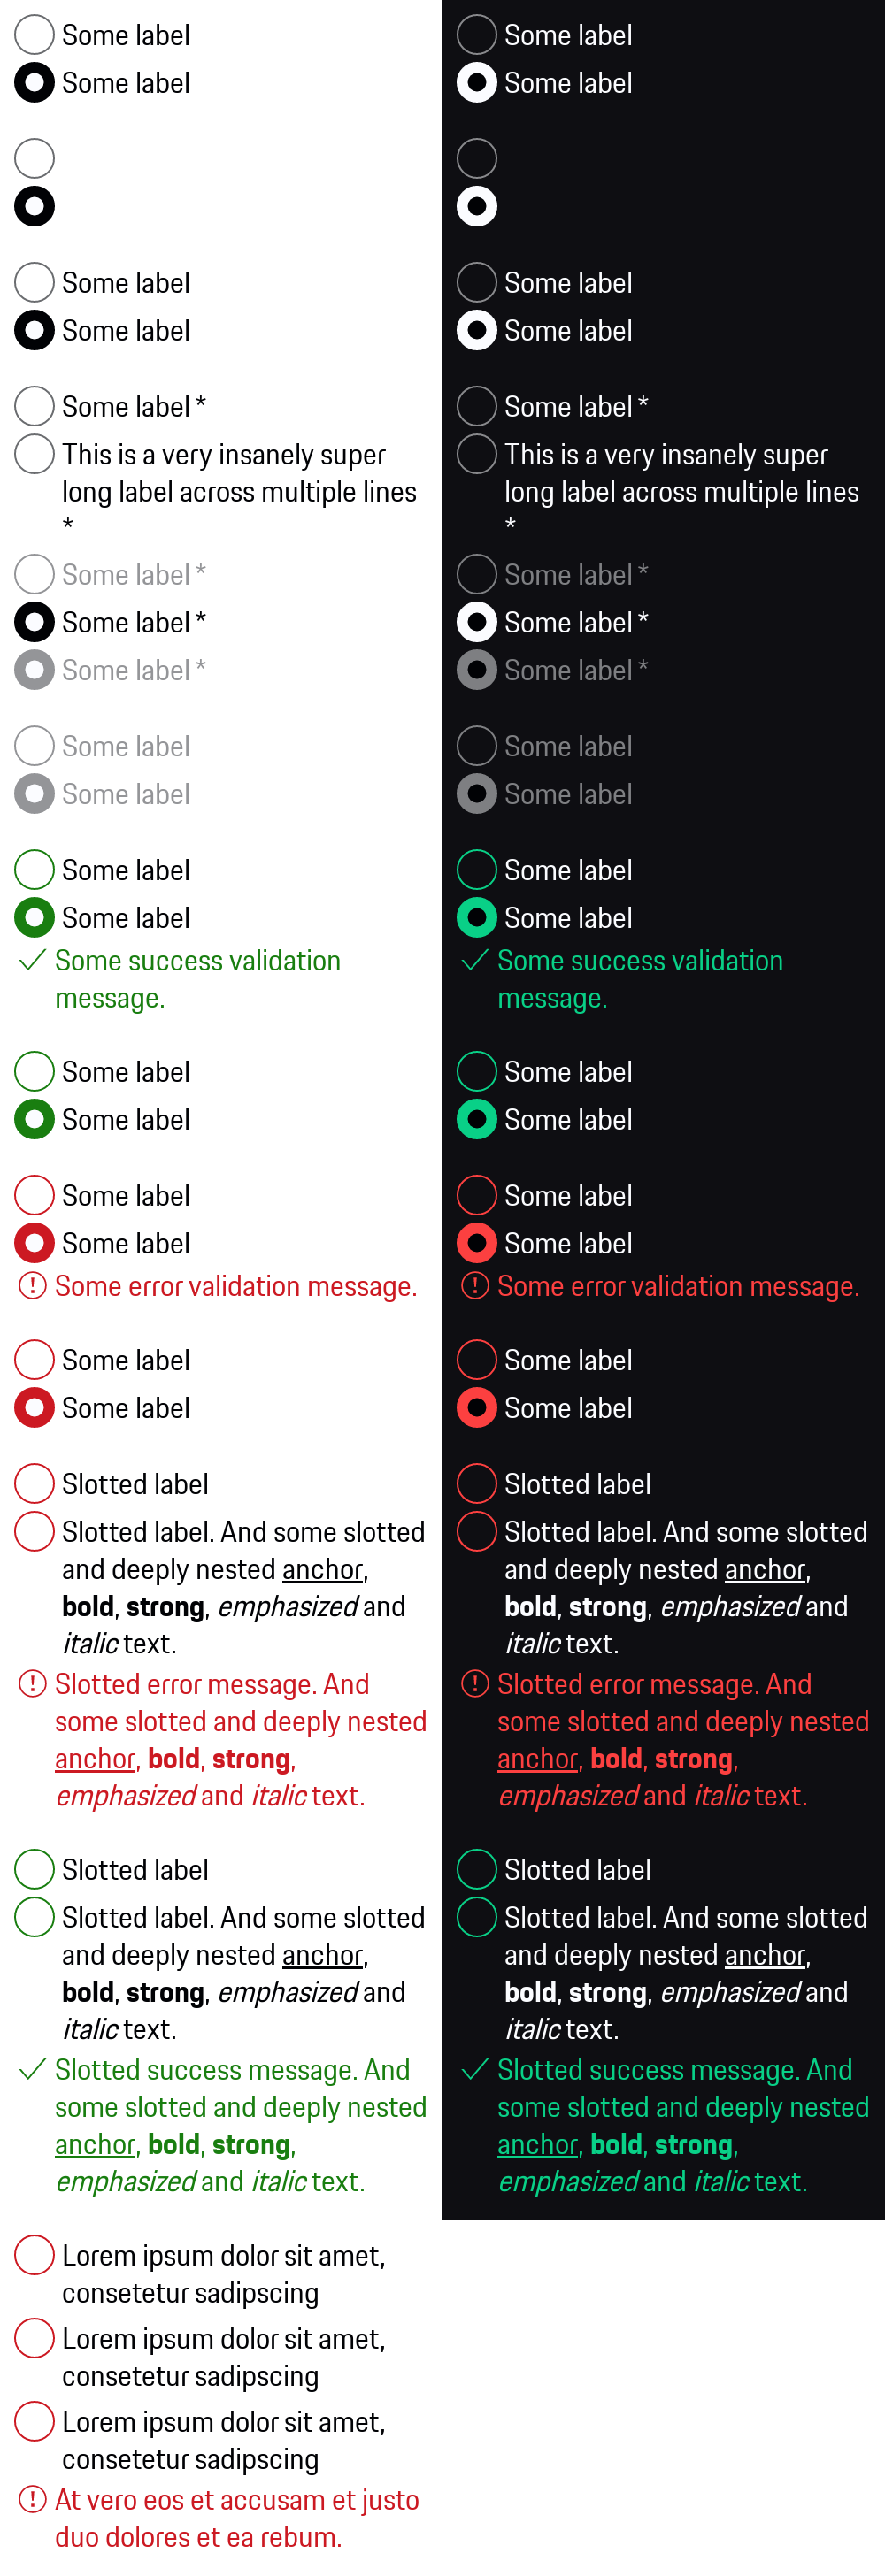 Some label
Some label
Some label
Some label
Some label *
This is a very insanely super
long label across multiple lines
*
Some label *
Some label *
Some label *
Some label
Some label
Some label
Some label
Some success validation
message.
Some label
Some label
Some label
Some label
Some error validation message.
Some label
Some label
Slotted label
Slotted label. And some slotted
and deeply nested anchor,
bold, strong, emphasized and
italic text.
Slotted error message. And
some slotted and deeply nested
anchor, bold, strong,
emphasized and italic text.
Slotted label
Slotted label. And some slotted
and deeply nested anchor,
bold, strong, emphasized and
italic text.
Slotted success message. And
some slotted and deeply nested
anchor, bold, strong,
emphasized and italic text.
Lorem ipsum dolor sit amet,
consetetur sadipscing
Lorem ipsum dolor sit amet,
consetetur sadipscing
Lorem ipsum dolor sit amet,
consetetur sadipscing
At vero eos et accusam et justo
duo dolores et ea rebum.
Some label
Some label
Some label
Some label
Some label *
This is a very insanely super
long label across multiple lines
*
Some label *
Some label *
Some label *
Some label
Some label
Some label
Some label
Some success validation
message.
Some label
Some label
Some label
Some label
Some error validation message.
Some label
Some label
Slotted label
Slotted label. And some slotted
and deeply nested anchor,
bold, strong, emphasized and
italic text.
Slotted error message. And
some slotted and deeply nested
anchor, bold, strong,
emphasized and italic text.
Slotted label
Slotted label. And some slotted
and deeply nested anchor,
bold, strong, emphasized and
italic text.
Slotted success message. And
some slotted and deeply nested
anchor, bold, strong,
emphasized and italic text.